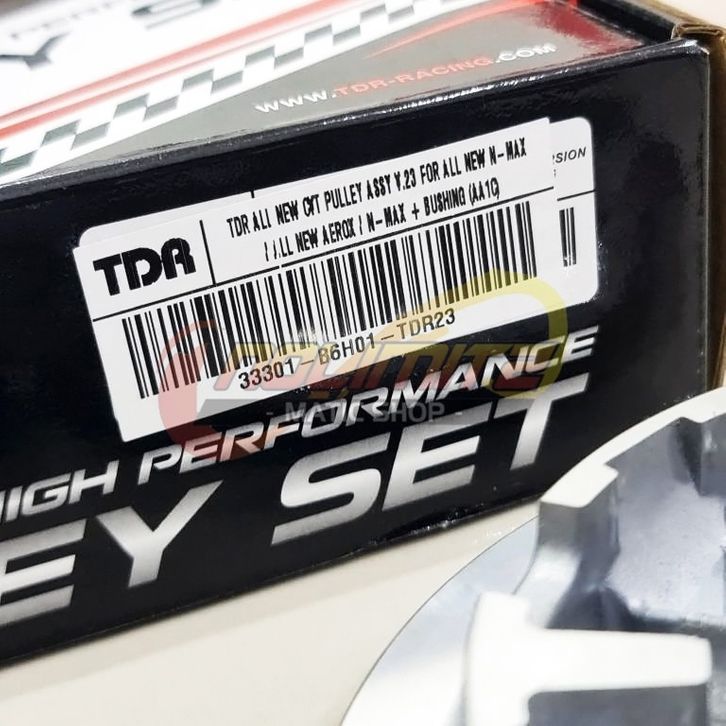 WWW.TDR-RACING.COM
TDR
TDR ALL NEW CVT PULLEY ASSY V.23 FOR ALL NEW N-MAX
/ ALL NEW AEROX / N-MAX + BUSHING (AA1C)
33301-B6H01-TDR23
- MATIC SHOP -
HIGH PERFORMANCE
EY SET